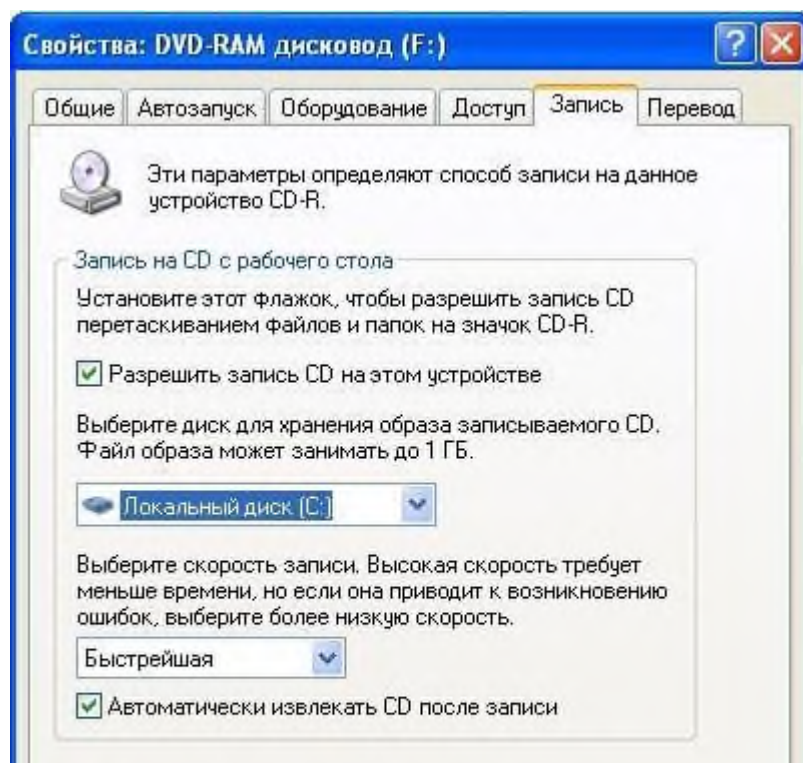 Свойства: DVD-RAM дисковод (F:)
Общие Автозапуск Оборудование Доступ Запись Перевод
Эти параметры определяют способ записи на данное
устройство CD-R.
Запись на CD с рабочего стола
Установите этот флажок, чтобы разрешить запись CD
перетаскиванием файлов и папок на значок CD-R.
Разрешить запись CD на этом устройстве
Выберите диск для хранения образа записываемого CD.
Файл образа может занимать до 1 ГБ.
Локальный диск (C:)
Выберите скорость записи. Высокая скорость требует
меньше времени, но если она приводит к возникновению
ошибок, выберите более низкую скорость.
Быстрейшая
Автоматически извлекать CD после записи